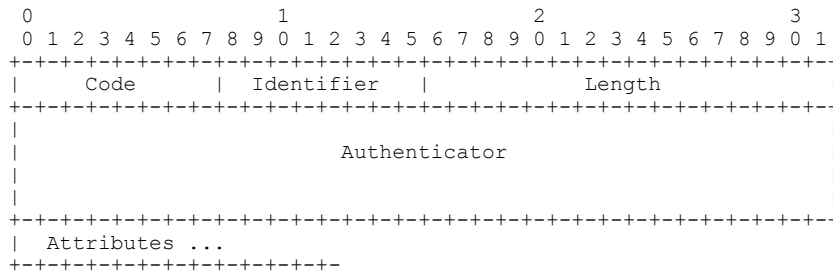 0                   1                   2                   3
 0 1 2 3 4 5 6 7 8 9 0 1 2 3 4 5 6 7 8 9 0 1 2 3 4 5 6 7 8 9 0 1
+-+-+-+-+-+-+-+-+-+-+-+-+-+-+-+-+-+-+-+-+-+-+-+-+-+-+-+-+-+-+-+-
|     Code      |  Identifier   |            Length
+-+-+-+-+-+-+-+-+-+-+-+-+-+-+-+-+-+-+-+-+-+-+-+-+-+-+-+-+-+-+-+-
|                                                               |
|                         Authenticator
|                                                               |
|                                                               |
+-+-+-+-+-+-+-+-+-+-+-+-+-+-+-+-+-+-+-+-+-+-+-+-+-+-+-+-+-+-+-+-
|  Attributes ...
+-+-+-+-+-+-+-+-+-+-+-+-+-